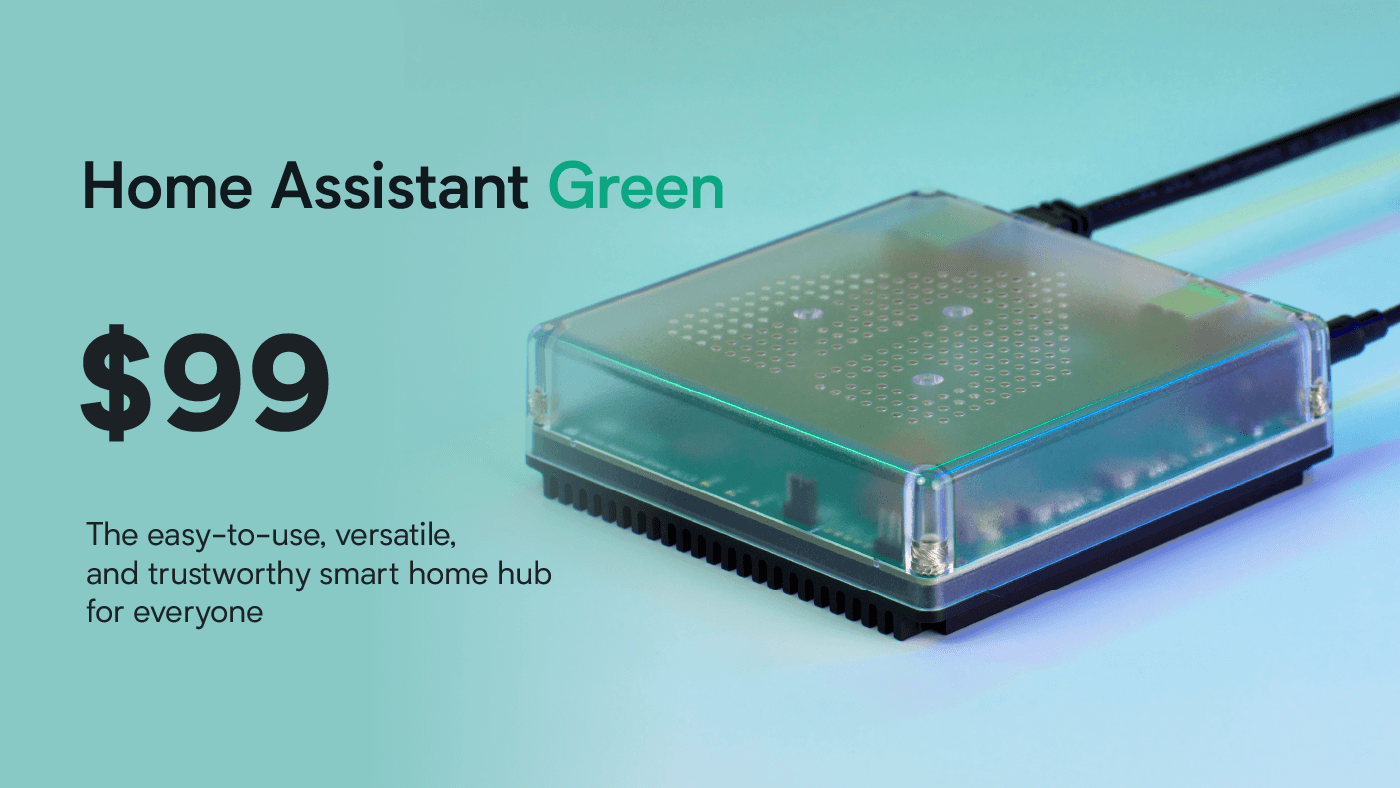 Home Assistant Green
$99
The easy-to-use, versatile,
and trustworthy smart home hub
for everyone